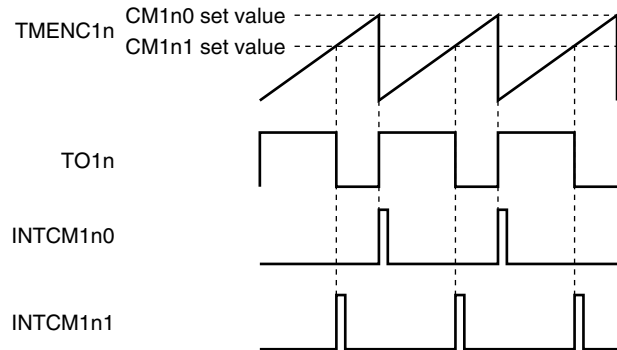 TMENC1n
CM1n0 set value
CM1n1 set value
TO1n
INTCM1n0
INTCM1n1